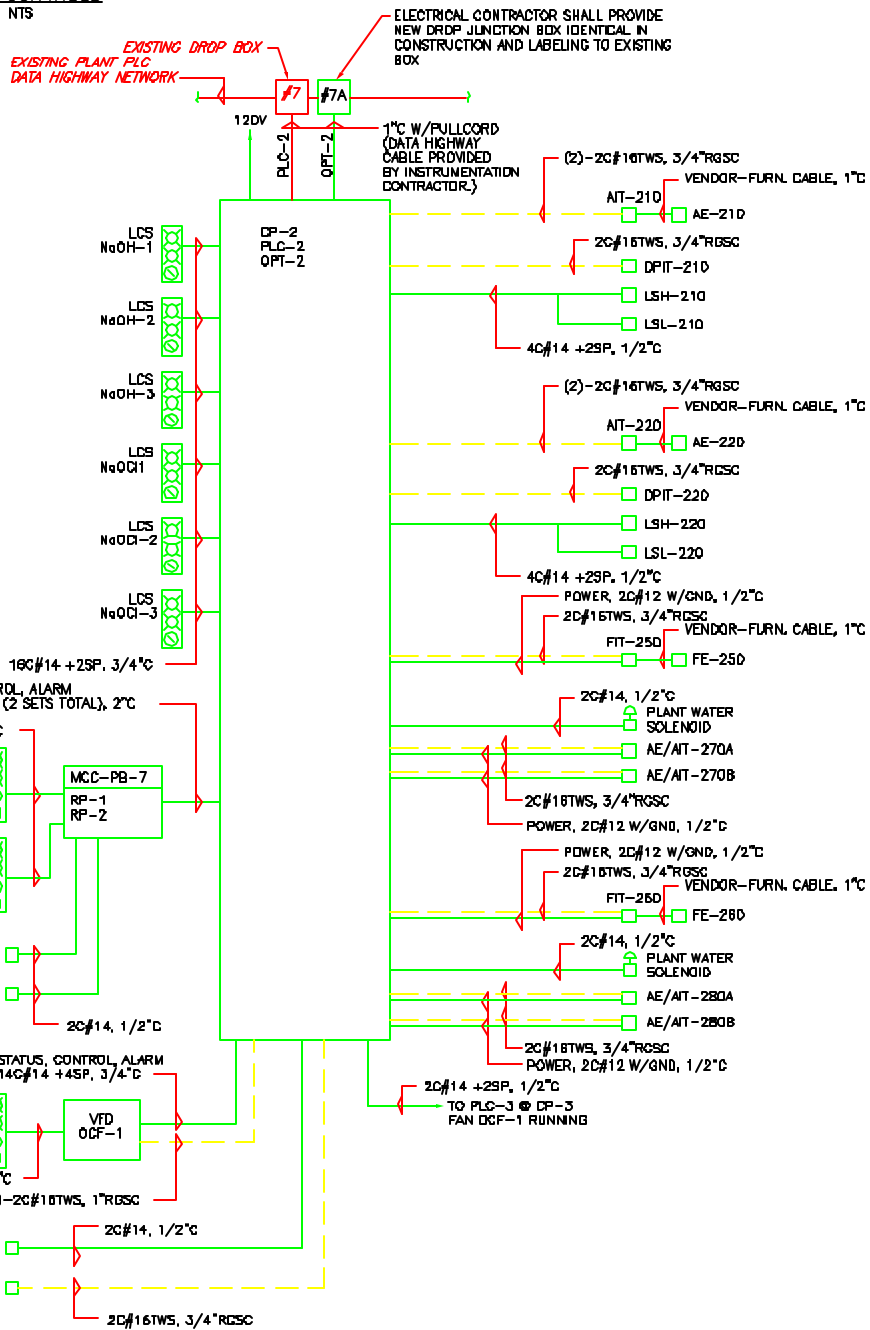 NTS
ELECTRICAL CONTRACTOR SHALL PROVIDE
NEW DROP JUNCTION BOX IDENTICAL IN
CONSTRUCTION AND LABELING TO EXISTING
BOX
EXISTING DROP BOX
EXISTING PLANT PLC
DATA HIGHWAY NETWORK
#7
#7A
120V
PLC-2
OPT-2
1"C W/PULLCORD
(DATA HIGHWAY
CABLE PROVIDED
BY INSTRUMENTATION
CONTRACTOR.)
CP-2
PLC-2
OPT-2
LCS
NaOH-1
LCS
NaOH-2
LCS
NaOH-3
LCS
NaOCl1
LCS
NaOCl-2
LCS
NaOCl-3
16C#14 +2SP, 3/4"C
(2)-2C#16TWS, 3/4"RGSC
VENDOR-FURN. CABLE, 1"C
AIT-210
AE-210
2C#16TWS, 3/4"RGSC
DPIT-210
LSH-210
LSL-210
4C#14 +2SP, 1/2"C
(2)-2C#16TWS, 3/4"RGSC
VENDOR-FURN. CABLE, 1"C
AIT-220
AE-220
2C#16TWS, 3/4"RGSC
DPIT-220
LSH-220
LSL-220
4C#14 +2SP, 1/2"C
POWER, 2C#12 W/GND, 1/2"C
2C#16TWS, 3/4"RGSC
VENDOR-FURN. CABLE, 1"C
FIT-250
FE-250
2C#14, 1/2"C
PLANT WATER
SOLENOID
AE/AIT-270A
AE/AIT-270B
2C#16TWS, 3/4"RGSC
POWER, 2C#12 W/GND, 1/2"C
POWER, 2C#12 W/GND, 1/2"C
2C#16TWS, 3/4"RGSC
VENDOR-FURN. CABLE, 1"C
FIT-260
FE-260
2C#14, 1/2"C
PLANT WATER
SOLENOID
AE/AIT-280A
AE/AIT-280B
2C#16TWS, 3/4"RGSC
POWER, 2C#12 W/GND, 1/2"C
2C#14 +2SP, 1/2"C
TO PLC-3 @ CP-3
FAN OCF-1 RUNNING
ROL, ALARM
(2 SETS TOTAL), 2"C
MCC-PB-7
RP-1
RP-2
2C#14, 1/2"C
STATUS, CONTROL, ALARM
14C#14 +4SP, 3/4"C
VFD
OCF-1
"C
-2C#16TWS, 1"RGSC
2C#14, 1/2"C
2C#16TWS, 3/4"RGSC